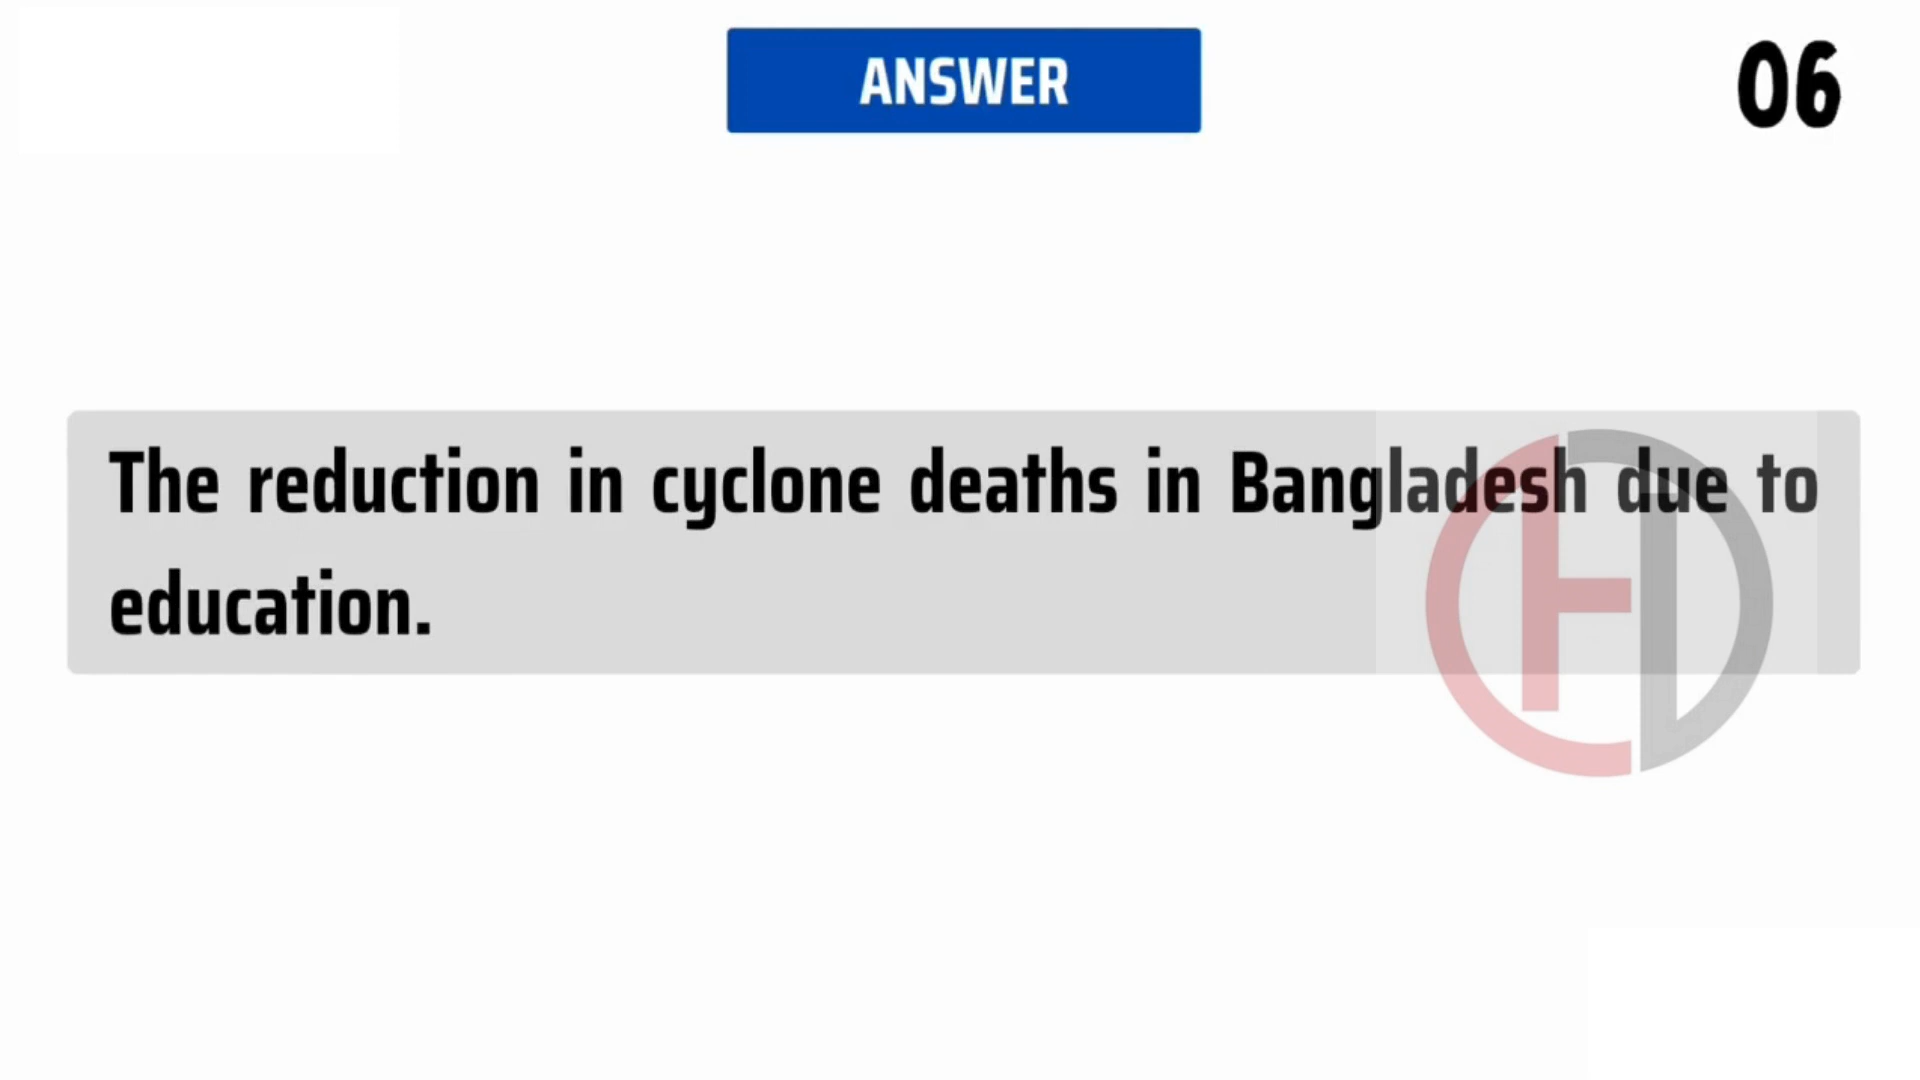 ANSWER
06
The reduction in cyclone deaths in Bangladesh due to
education.